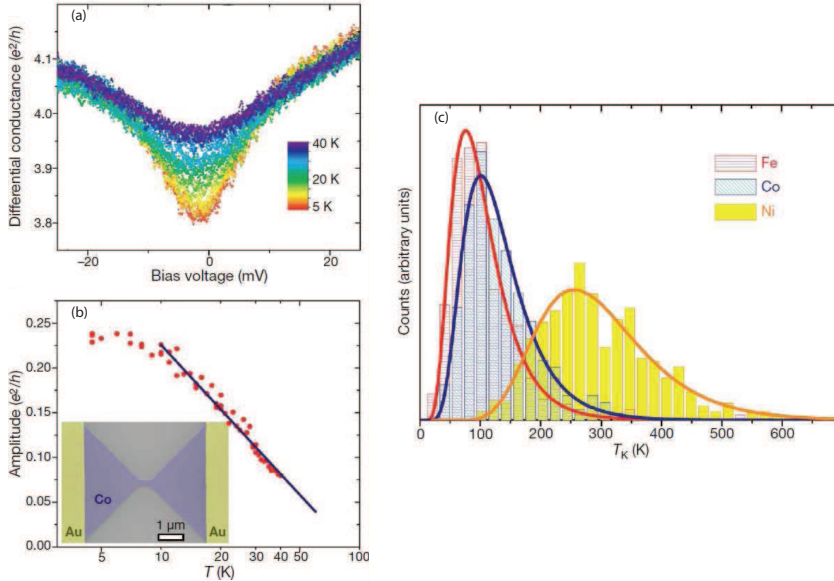 (a)
Differential conductance (e²/h)
4.1
4.0
3.9
3.8
40 K
20 K
5 K
−20
0
20
Bias voltage (mV)
(b)
Amplitude (e²/h)
0.25
0.20
0.15
0.10
0.05
0.00
Co
Au
Au
1 µm
5
10
20
30
40
50
100
T (K)
(c)
Counts (arbitrary units)
Fe
Co
Ni
0
100
200
300
400
500
600
T_K (K)